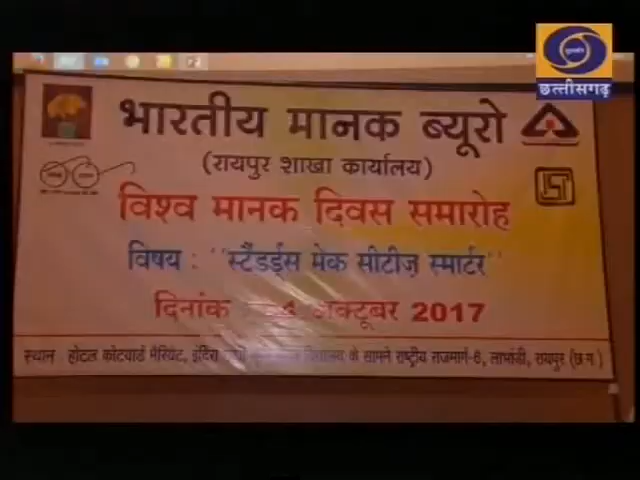 छत्तीसगढ़
भारतीय मानक ब्यूरो
(रायपुर शाखा कार्यालय)
विश्व मानक दिवस समारोह
विषय : "स्टैंडर्ड्स मेक सीटीज़ स्मार्टर"
दिनांक अक्टूबर 2017
स्थान होटल कोर्टयार्ड मैरियट, इंदिरा के सामने राष्ट्रीय राजमार्ग-6, लाभांडी, रायपुर (छ.ग.)